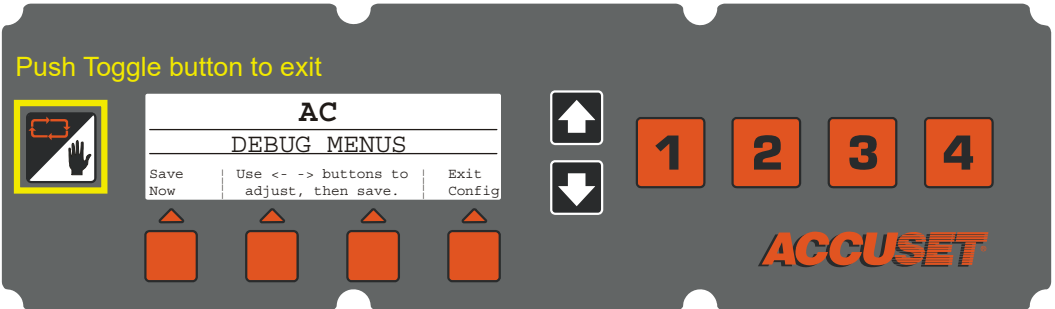 Push Toggle button to exit
AC
DEBUG MENUS
Save | Use <- -> buttons to | Exit
Now | adjust, then save. | Config
1 2 3 4
ACCUSET